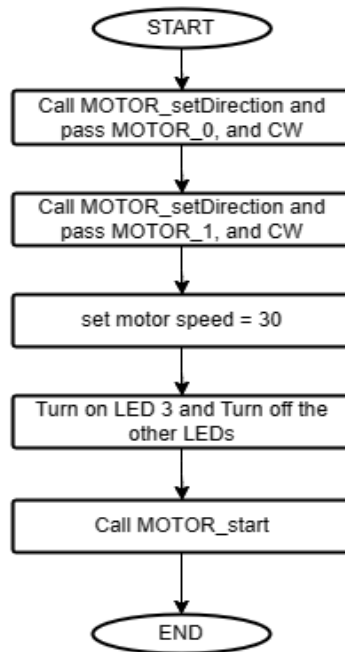 START
Call MOTOR_setDirection and
pass MOTOR_0, and CW
Call MOTOR_setDirection and
pass MOTOR_1, and CW
set motor speed = 30
Turn on LED 3 and Turn off the
other LEDs
Call MOTOR_start
END